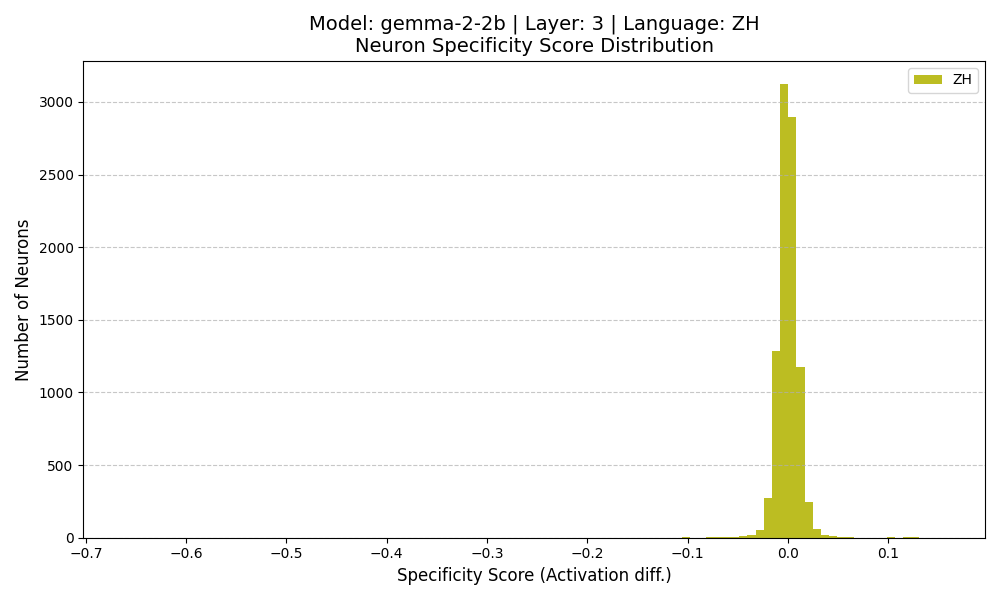 Model: gemma-2-2b | Layer: 3 | Language: ZH
Neuron Specificity Score Distribution
ZH
3000
2500
2000
1500
1000
500
0
Number of Neurons
−0.7 −0.6 −0.5 −0.4 −0.3 −0.2 −0.1 0.0 0.1
Specificity Score (Activation diff.)